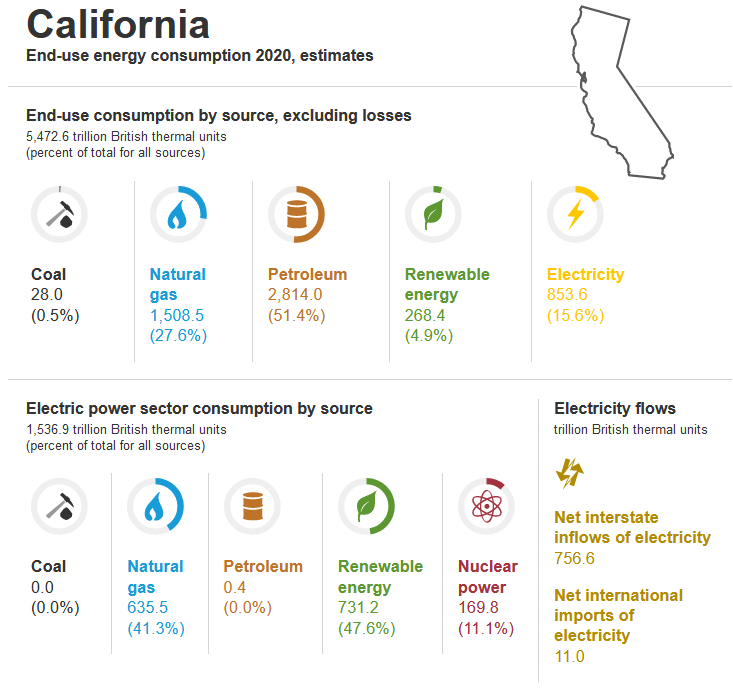 California
End-use energy consumption 2020, estimates
End-use consumption by source, excluding losses
5,472.6 trillion British thermal units
(percent of total for all sources)
Coal
28.0
(0.5%)
Natural
gas
1,508.5
(27.6%)
Petroleum
2,814.0
(51.4%)
Renewable
energy
268.4
(4.9%)
Electricity
853.6
(15.6%)
Electric power sector consumption by source
1,536.9 trillion British thermal units
(percent of total for all sources)
Coal
0.0
(0.0%)
Natural
gas
635.5
(41.3%)
Petroleum
0.4
(0.0%)
Renewable
energy
731.2
(47.6%)
Nuclear
power
169.8
(11.1%)
Electricity flows
trillion British thermal units
Net interstate
inflows of electricity
756.6
Net international
imports of
electricity
11.0